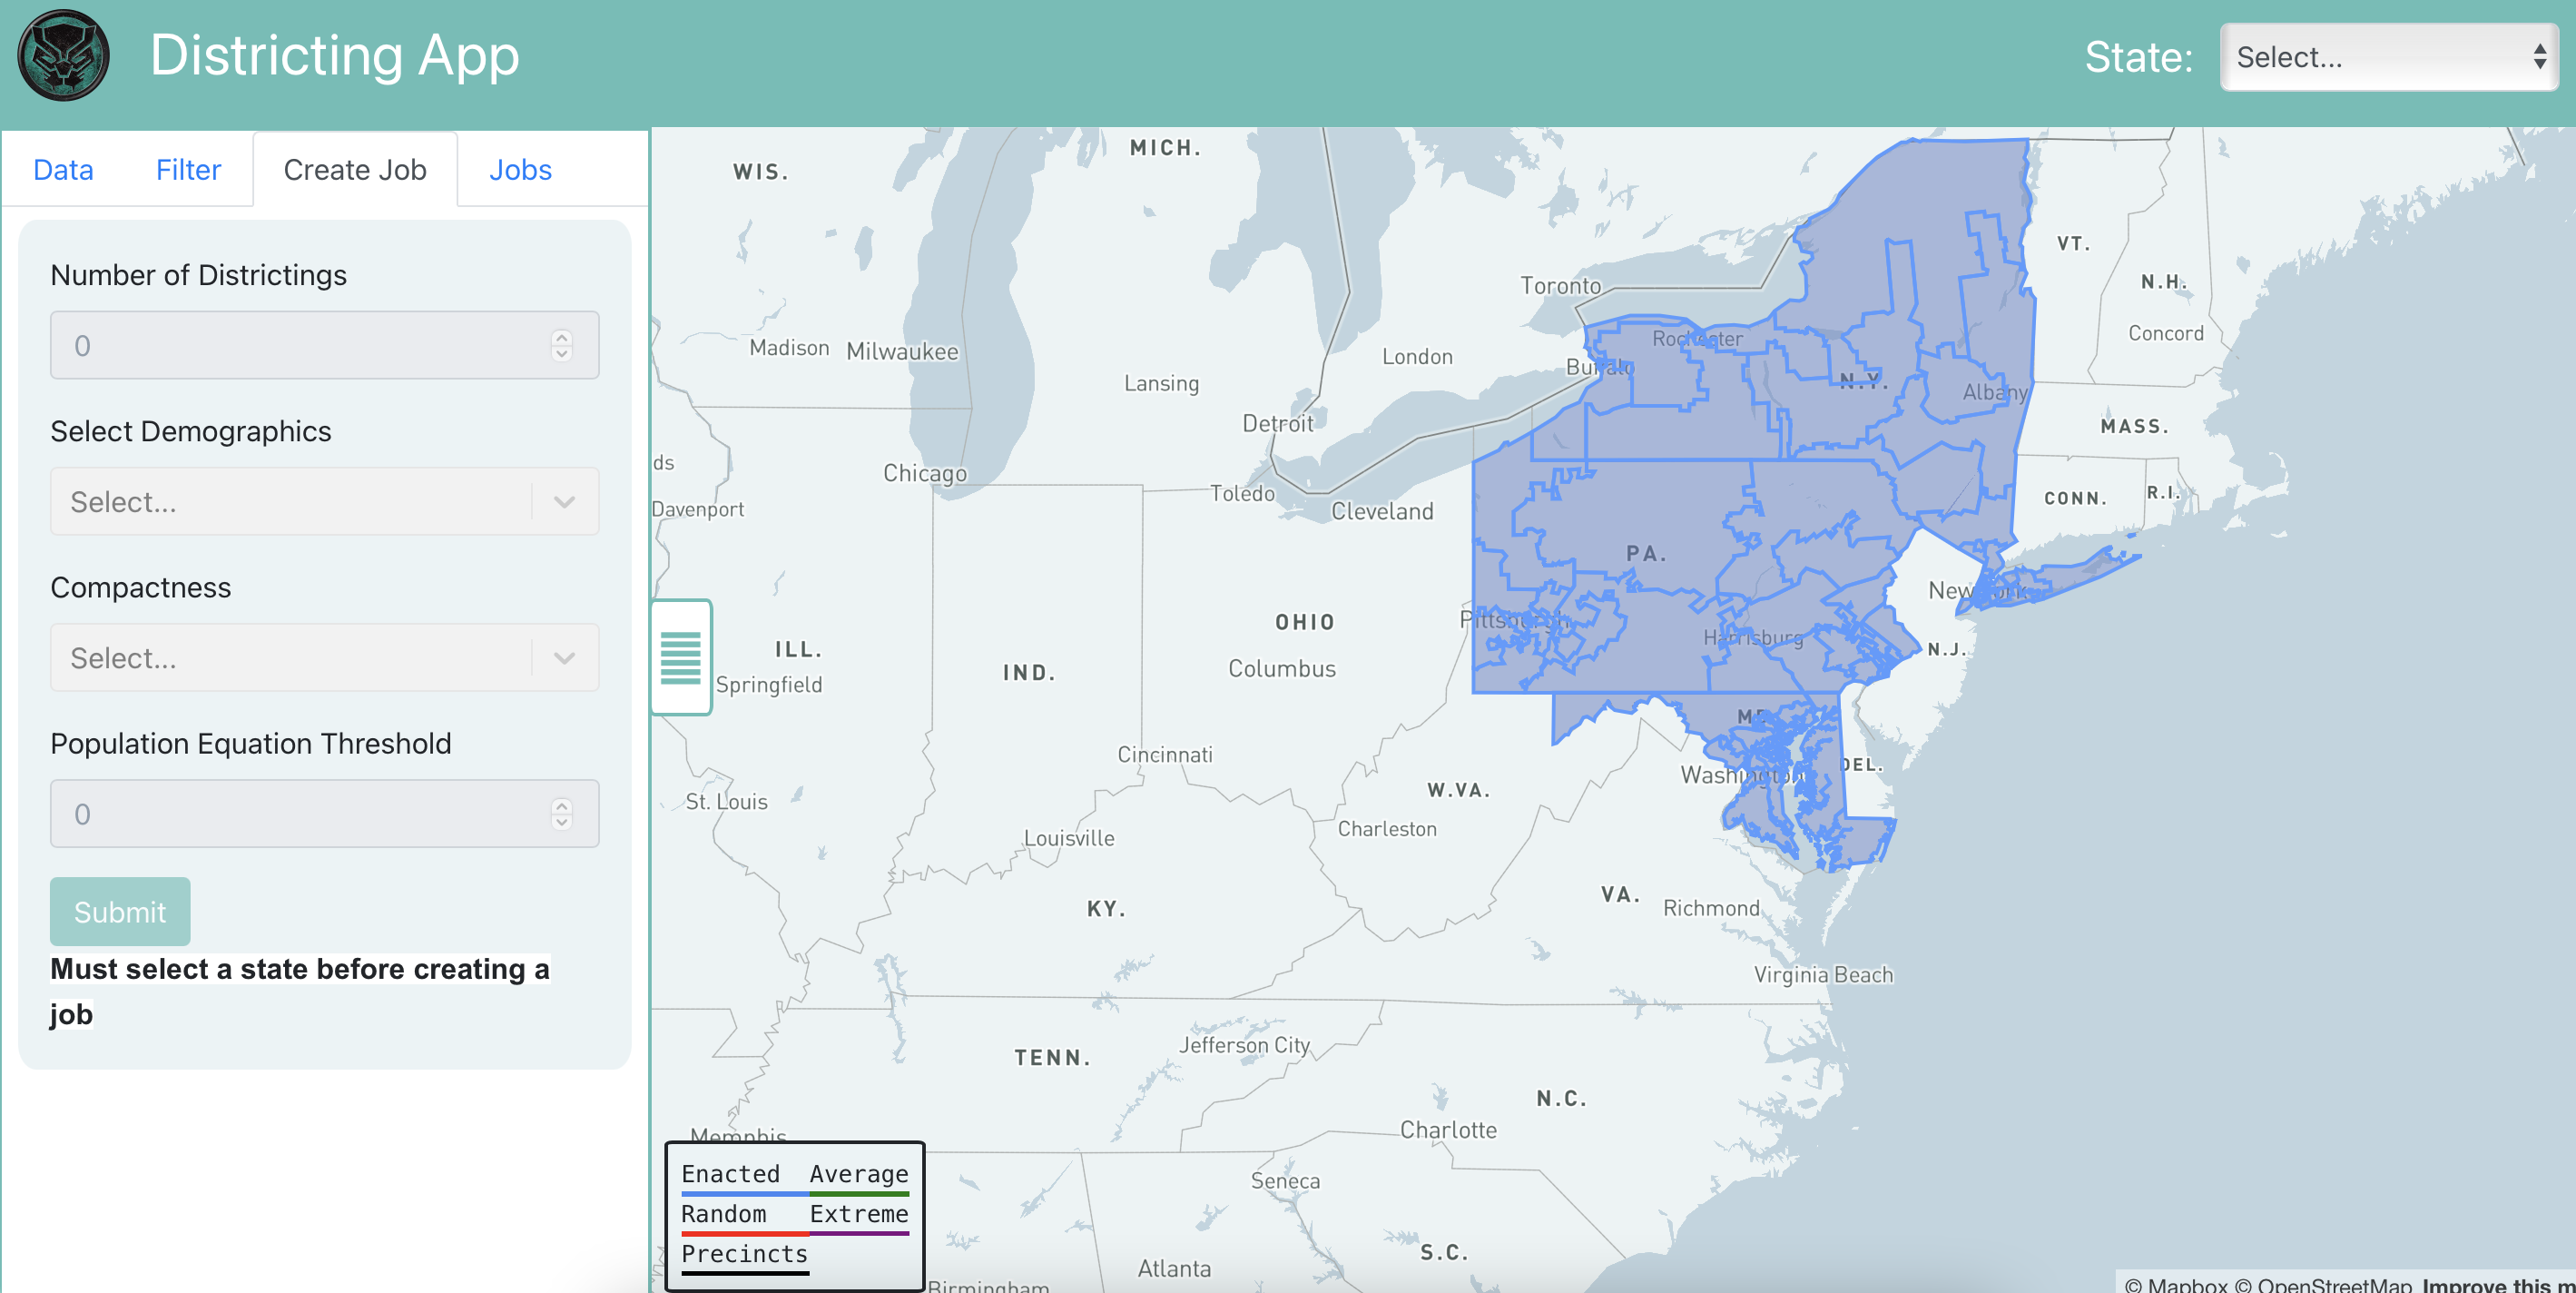 Districting App
State:
Select...
Data
Filter
Create Job
Jobs
Number of Districtings
0
Select Demographics
Select...
Compactness
Select...
Population Equation Threshold
0
Submit
Must select a state before creating a
job
WIS.
MICH.
VT.
N.H.
Toronto
Concord
Rochester
Madison
Milwaukee
London
Buffalo
Lansing
N.Y.
Albany
Detroit
MASS.
ds
Chicago
Toledo
CONN.
R.I.
Davenport
Cleveland
PA.
New York
OHIO
Pittsburgh
Harrisburg
ILL.
N.J.
IND.
Columbus
Springfield
MD.
Cincinnati
DEL.
Washington
W.VA.
St. Louis
Charleston
Louisville
VA.
KY.
Richmond
Virginia Beach
Jefferson City
TENN.
N.C.
Memphis
Charlotte
Enacted Average
Random Extreme
Precincts
Seneca
S.C.
Atlanta
Birmingham
© Mapbox © OpenStreetMap Improve this m